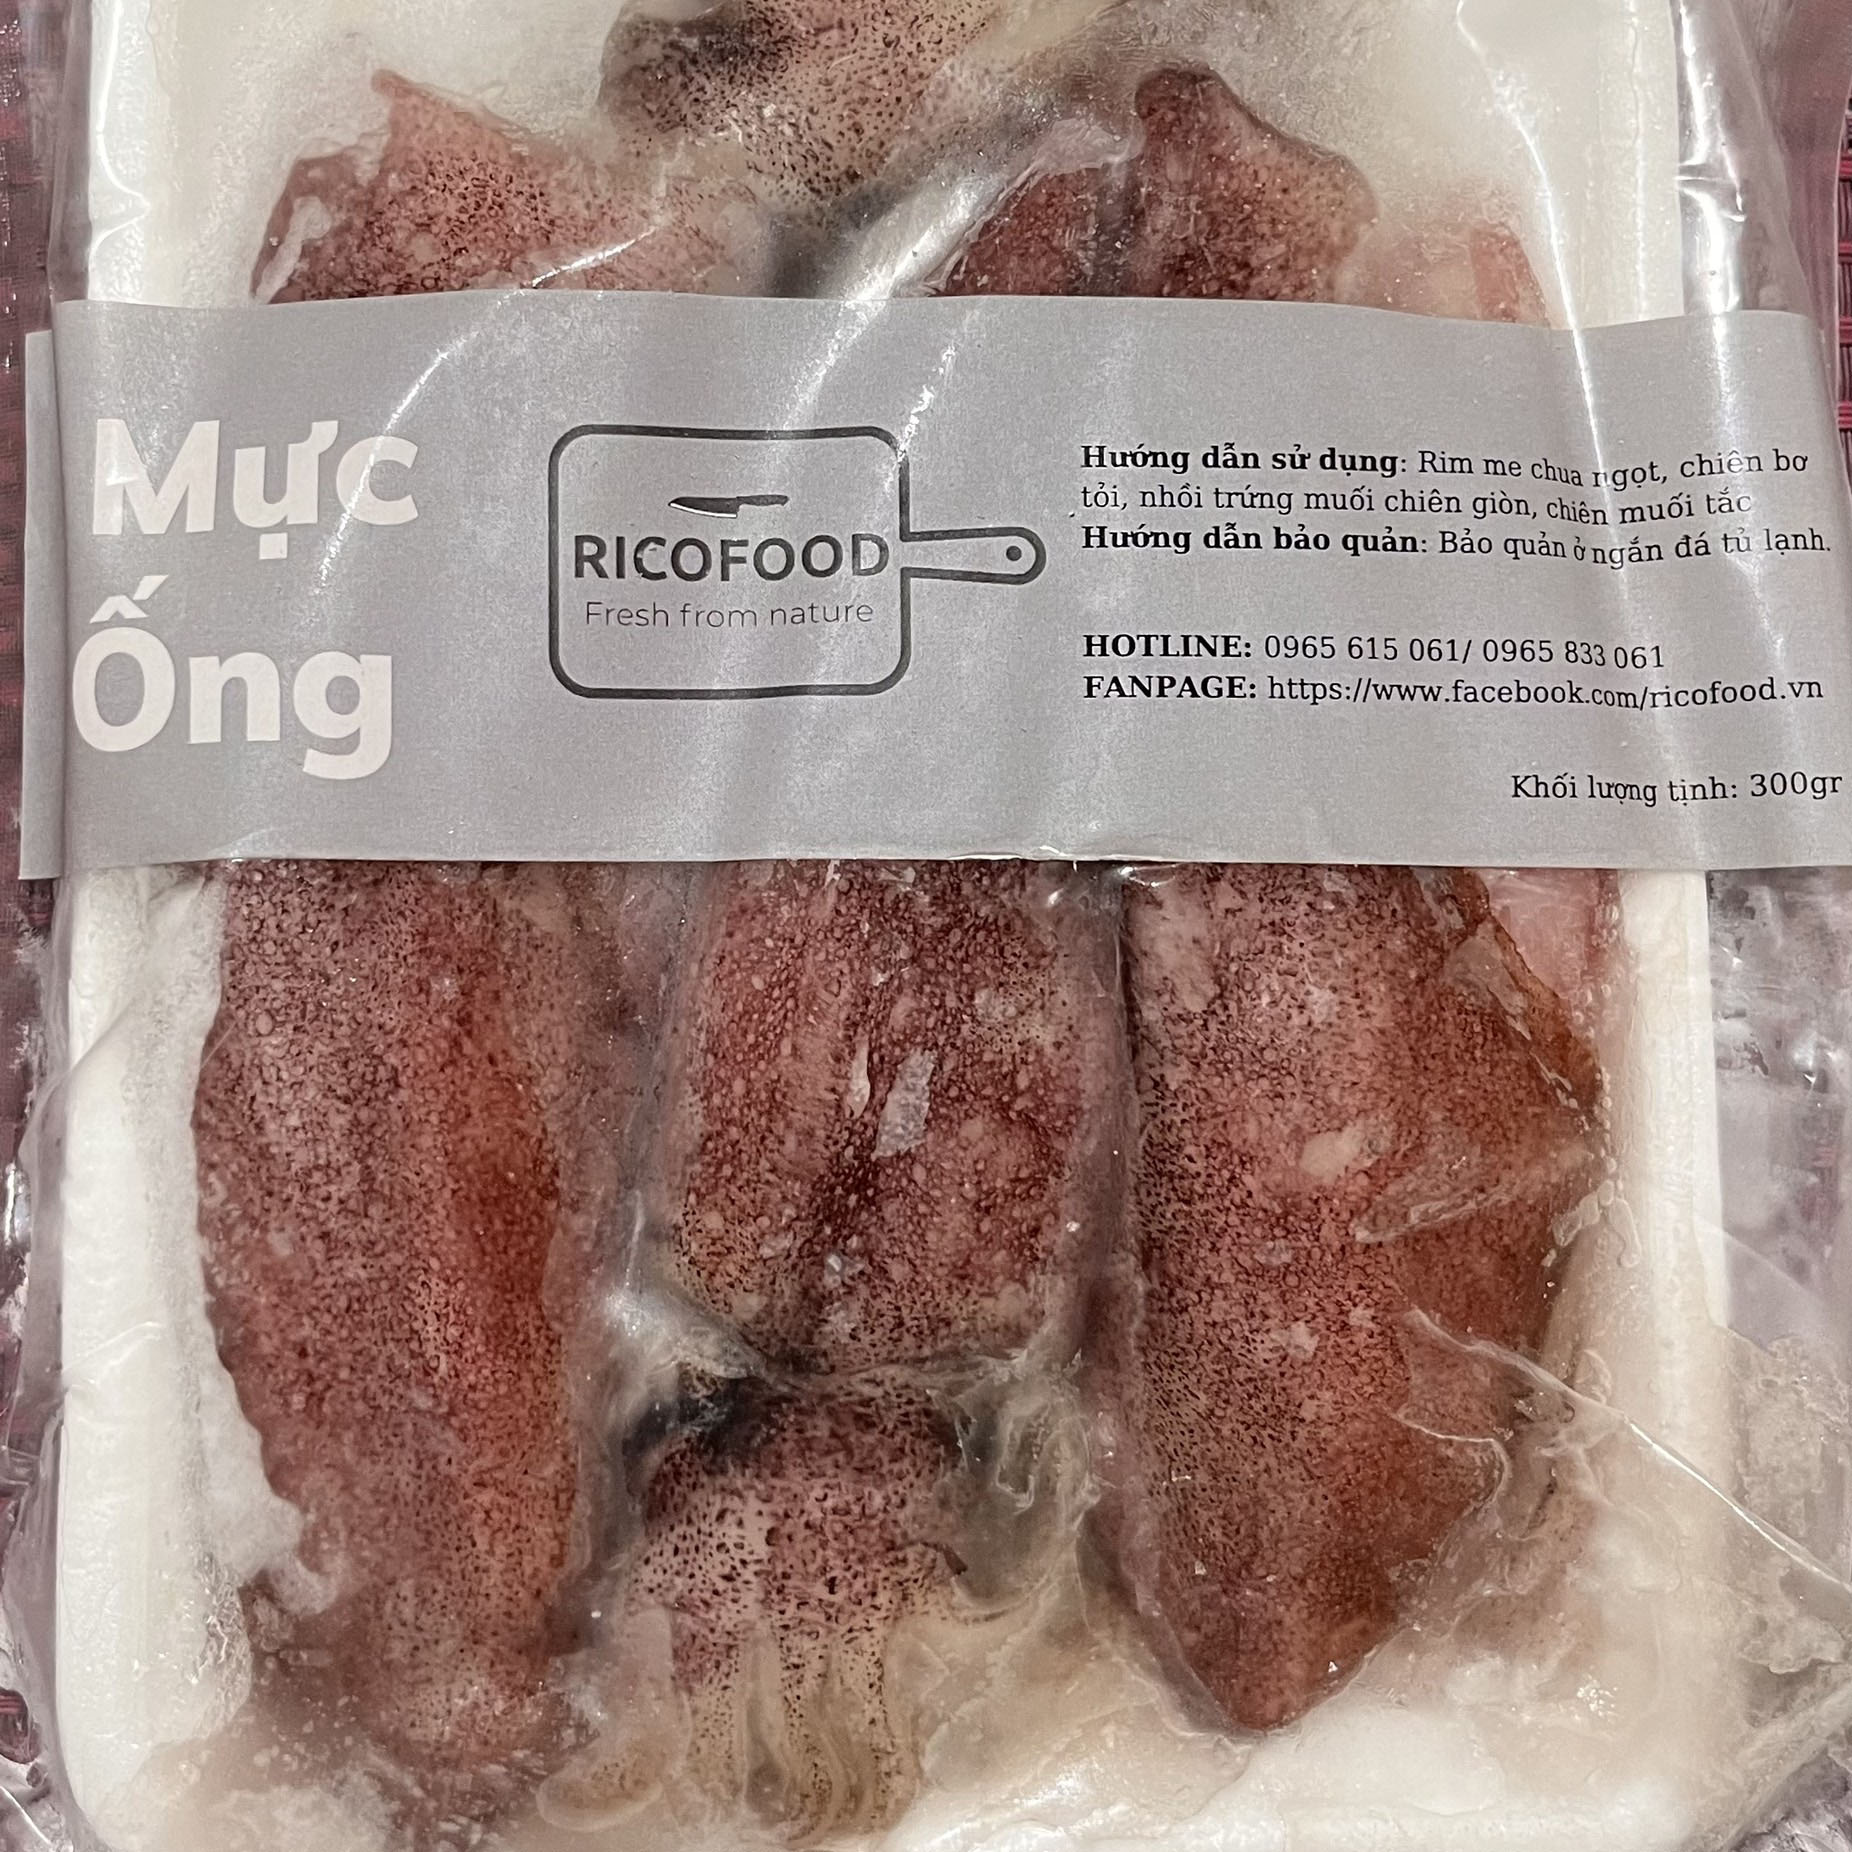 Mực
Ống
RICOFOOD
Fresh from nature
Hướng dẫn sử dụng: Rim me chua ngọt, chiên bơ
tỏi, nhồi trứng muối chiên giòn, chiên muối tắc
Hướng dẫn bảo quản: Bảo quản ở ngắn đá tủ lạnh.
HOTLINE: 0965 615 061/ 0965 833 061
FANPAGE: https://www.facebook.com/ricofood.vn
Khối lượng tịnh: 300gr